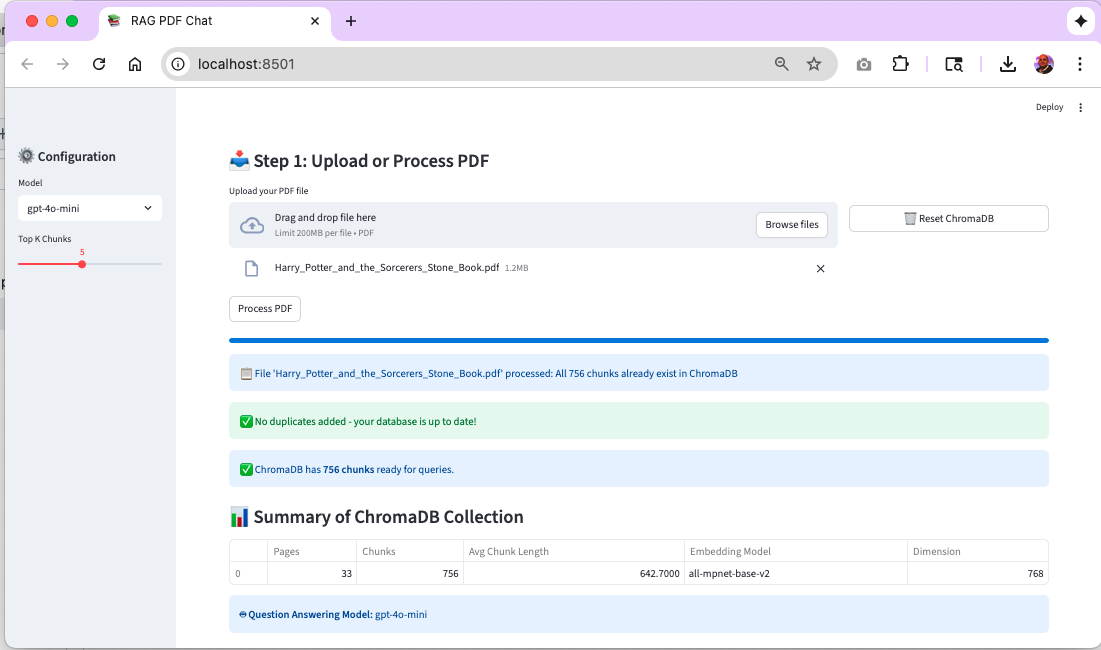 RAG PDF Chat
localhost:8501
Deploy
Configuration
Model
gpt-4o-mini
Top K Chunks
5
Step 1: Upload or Process PDF
Upload your PDF file
Drag and drop file here
Limit 200MB per file • PDF
Browse files
Reset ChromaDB
Harry_Potter_and_the_Sorcerers_Stone_Book.pdf 1.2MB
Process PDF
File 'Harry_Potter_and_the_Sorcerers_Stone_Book.pdf' processed: All 756 chunks already exist in ChromaDB
No duplicates added - your database is up to date!
ChromaDB has 756 chunks ready for queries.
Summary of ChromaDB Collection
Pages Chunks Avg Chunk Length Embedding Model Dimension
0 33 756 642.7000 all-mpnet-base-v2 768
Question Answering Model: gpt-4o-mini